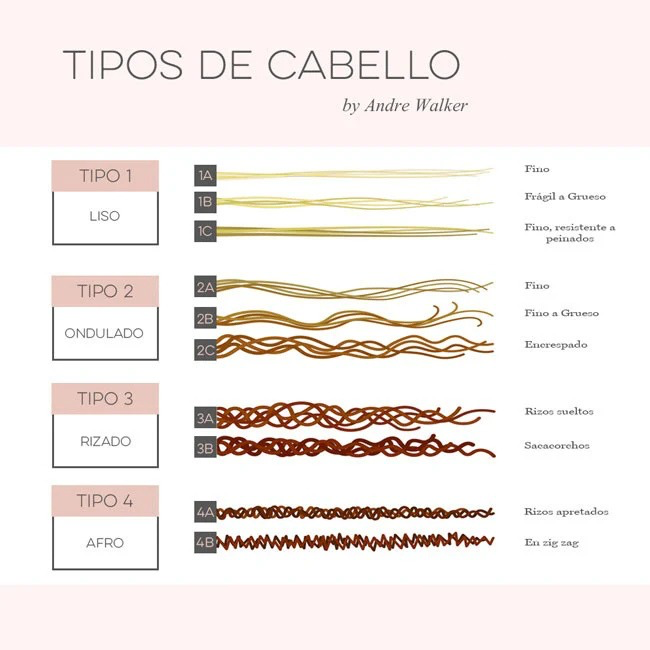 TIPOS DE CABELLO
by Andre Walker
TIPO 1
LISO
1A
Fino
1B
Frágil a Grueso
1C
Fino, resistente a
peinados
TIPO 2
ONDULADO
2A
Fino
2B
Fino a Grueso
2C
Encrespado
TIPO 3
RIZADO
3A
Rizos sueltos
3B
Sacacorchos
TIPO 4
AFRO
4A
Rizos apretados
4B
En zig zag